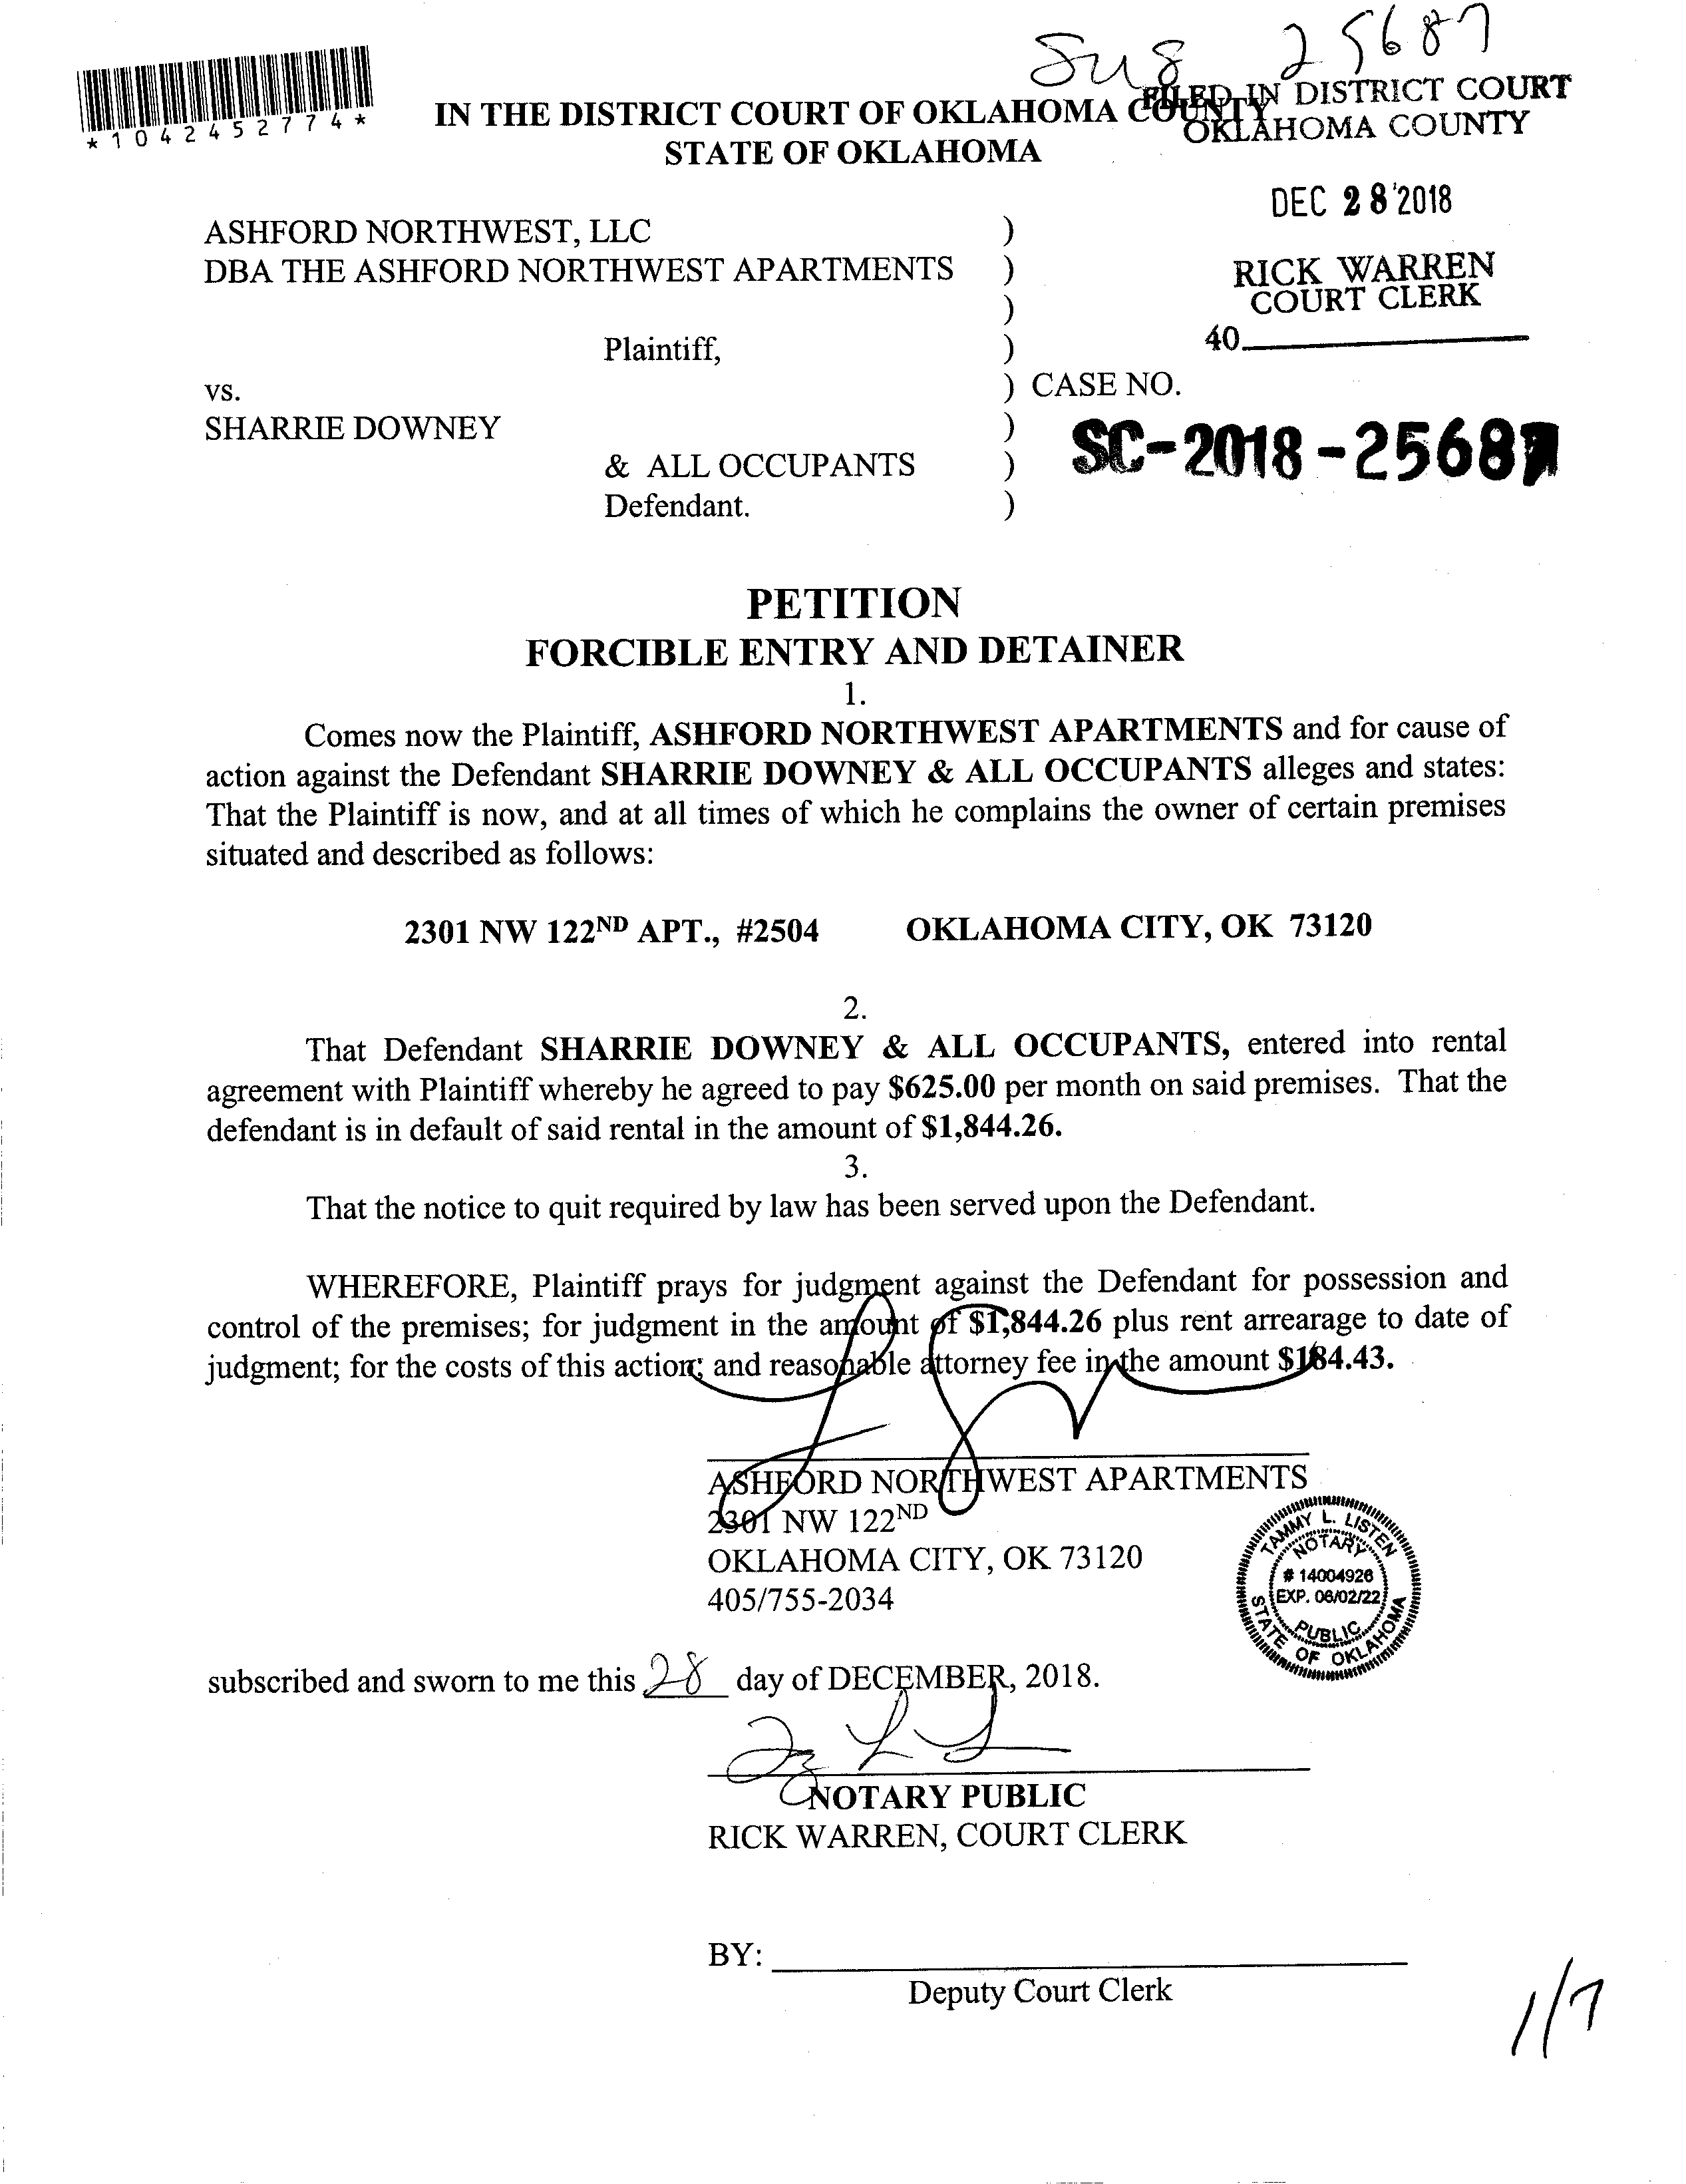 Sug 25687
*1042452774*
IN THE DISTRICT COURT OF OKLAHOMA COUNTY
STATE OF OKLAHOMA
FILED IN DISTRICT COURT
OKLAHOMA COUNTY
DEC 28 2018
RICK WARREN
COURT CLERK
40
ASHFORD NORTHWEST, LLC )
DBA THE ASHFORD NORTHWEST APARTMENTS )
)
Plaintiff, )
vs. ) CASE NO.
SHARRIE DOWNEY )
SC-2018-25687
& ALL OCCUPANTS )
Defendant. )
PETITION
FORCIBLE ENTRY AND DETAINER
1.
Comes now the Plaintiff, ASHFORD NORTHWEST APARTMENTS and for cause of
action against the Defendant SHARRIE DOWNEY & ALL OCCUPANTS alleges and states:
That the Plaintiff is now, and at all times of which he complains the owner of certain premises
situated and described as follows:
2301 NW 122ND APT., #2504 OKLAHOMA CITY, OK 73120
2.
That Defendant SHARRIE DOWNEY & ALL OCCUPANTS, entered into rental
agreement with Plaintiff whereby he agreed to pay $625.00 per month on said premises. That the
defendant is in default of said rental in the amount of $1,844.26.
3.
That the notice to quit required by law has been served upon the Defendant.
WHEREFORE, Plaintiff prays for judgment against the Defendant for possession and
control of the premises; for judgment in the amount of $1,844.26 plus rent arrearage to date of
judgment; for the costs of this action; and reasonable attorney fee in the amount $184.43.
ASHFORD NORTHWEST APARTMENTS
2301 NW 122ND
OKLAHOMA CITY, OK 73120
405/755-2034
TAMMY L. LISTEN
NOTARY
# 14004926
EXP. 06/02/22
PUBLIC
STATE OF OKLAHOMA
subscribed and sworn to me this 28 day of DECEMBER, 2018.
NOTARY PUBLIC
RICK WARREN, COURT CLERK
BY:
Deputy Court Clerk
1/7